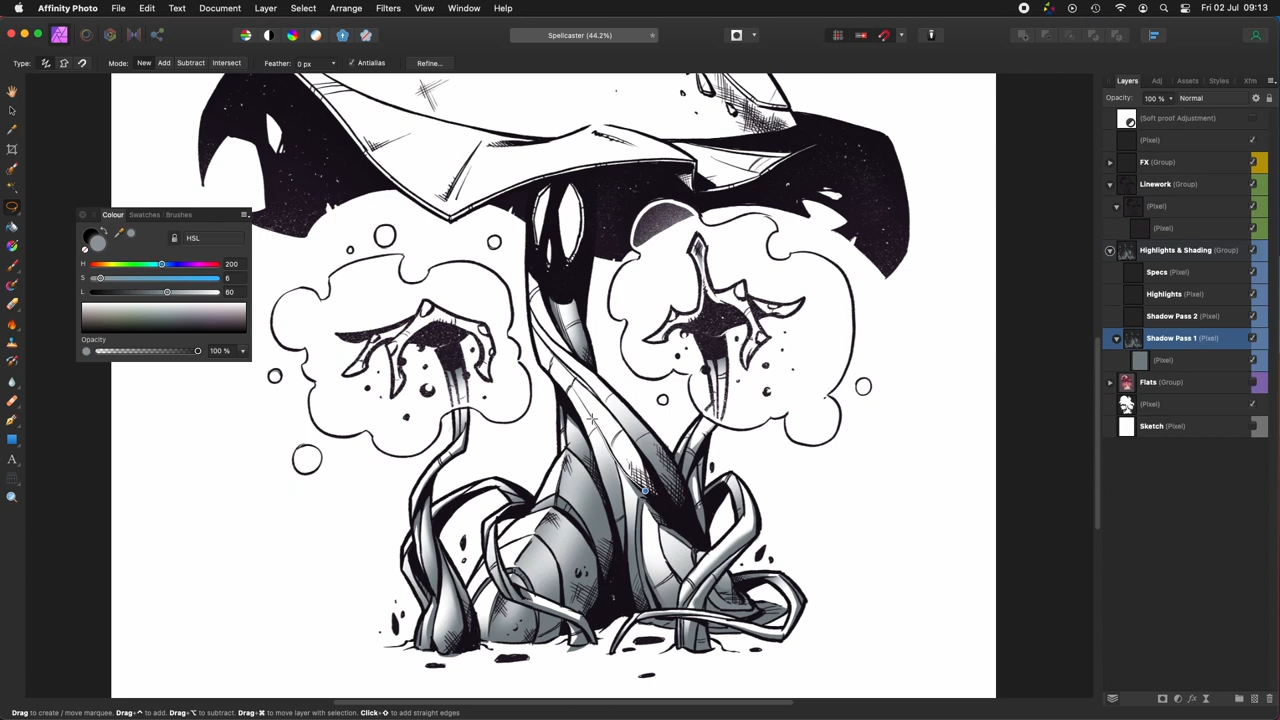 Affinity Photo File Edit Text Document Layer Select Arrange Filters View Window Help Fri 02 Jul 09:13
Spellcaster (44.2%)
Type: Mode: New Add Subtract Intersect Feather: 0 px Antialias Refine...
Layers Adj Assets Styles Xfm
Opacity: 100 % Normal
(Soft proof Adjustment)
(Pixel)
FX (Group)
Linework (Group)
(Pixel)
(Pixel)
Highlights & Shading (Group)
Specs (Pixel)
Highlights (Pixel)
Shadow Pass 2 (Pixel)
Shadow Pass 1 (Pixel)
(Pixel)
Flats (Group)
(Pixel)
Sketch (Pixel)
Colour Swatches Brushes
HSL
H 200
S 6
L 60
Opacity
100 %
Drag to create / move marquee. Drag+⌥ to subtract. Drag+⌘ to move layer with selection. Click+⇧ to add straight edges